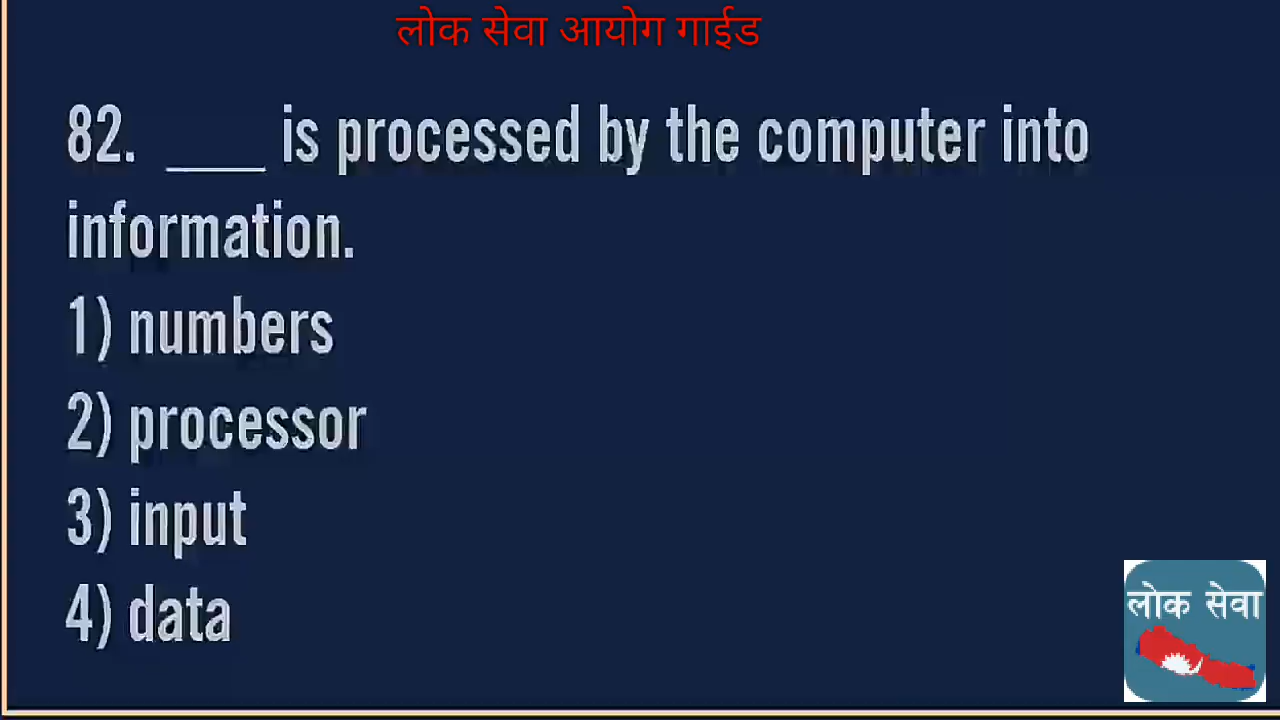 लोक सेवा आयोग गाईड
82. ____ is processed by the computer into
information.
1) numbers
2) processor
3) input
4) data
लोक सेवा